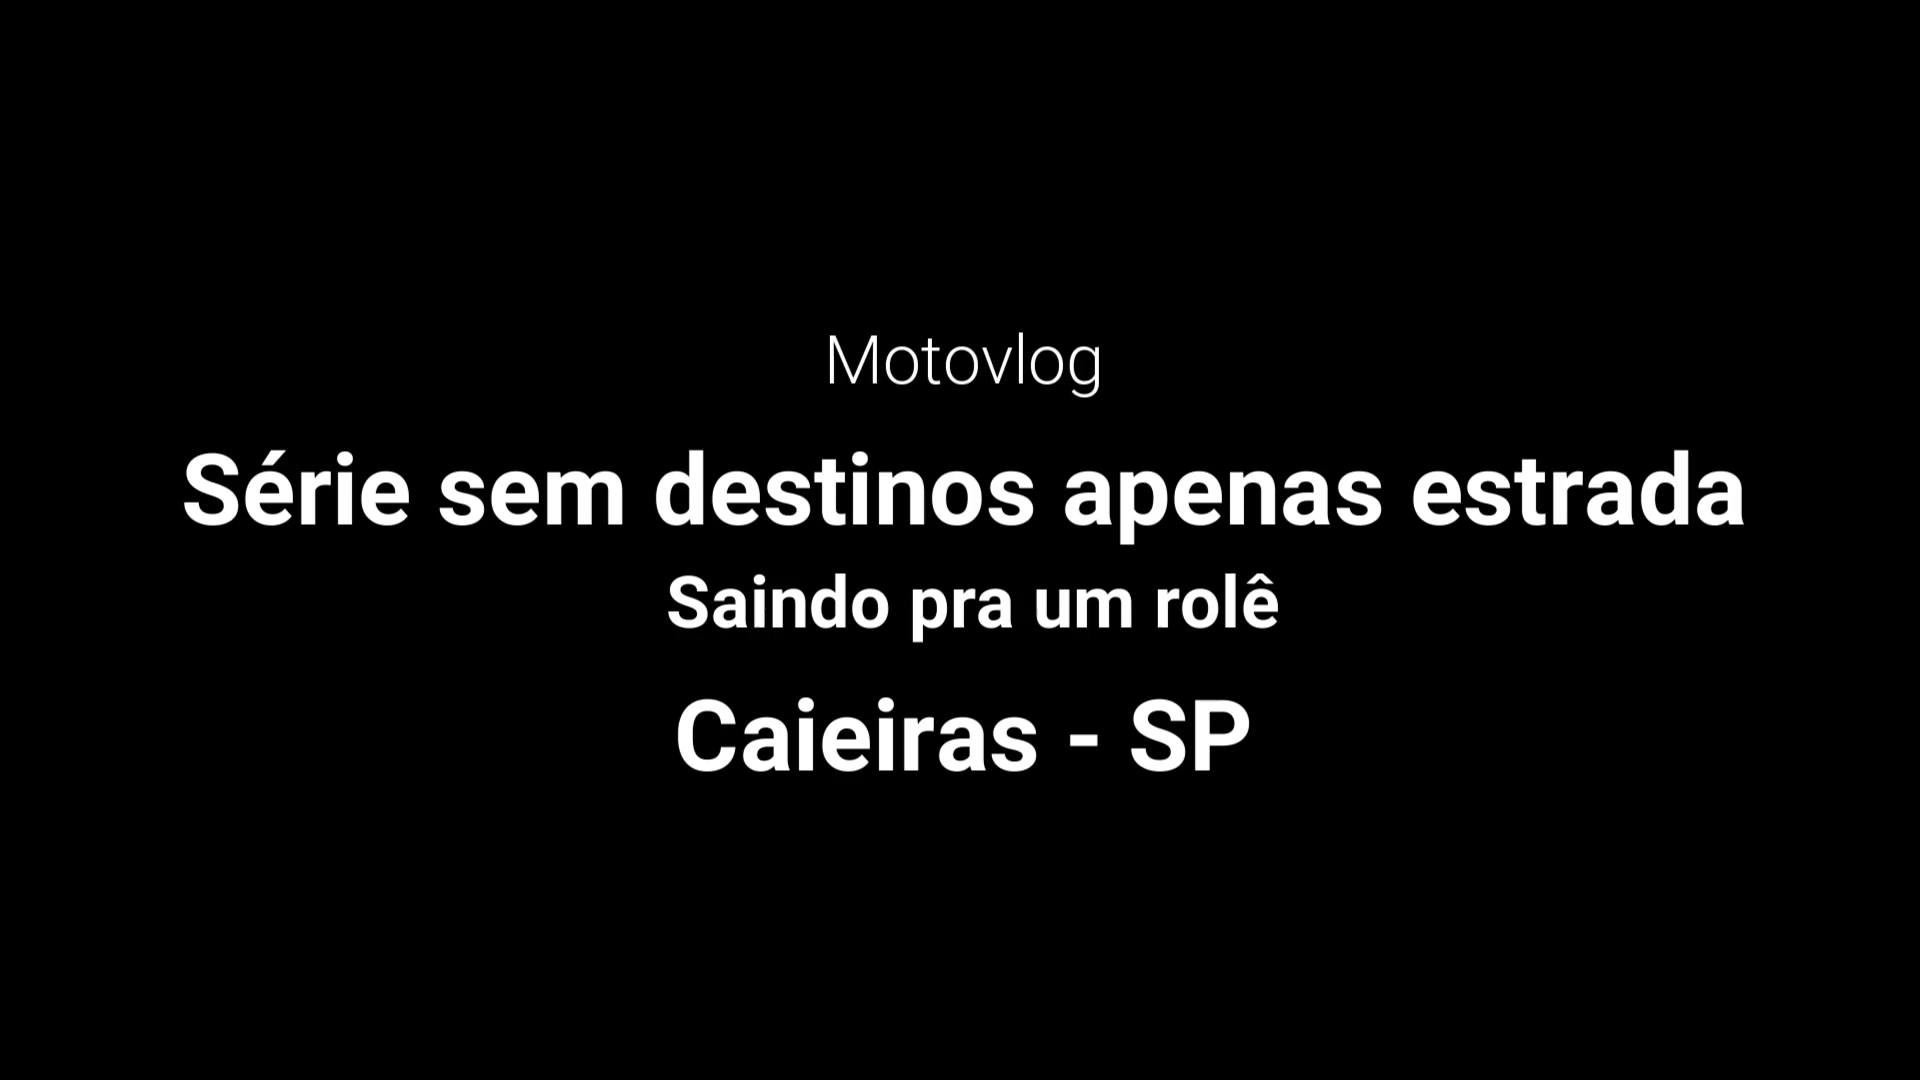 Motovlog
Série sem destinos apenas estrada
Saindo pra um rolê
Caieiras - SP